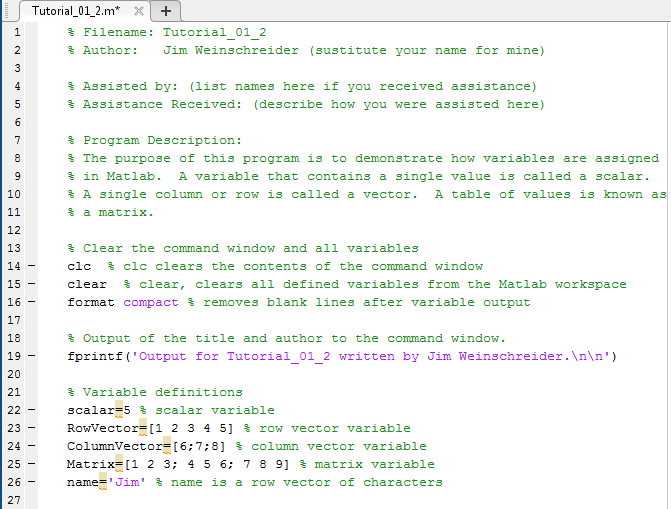 Tutorial_01_2.m* × +
1 % Filename: Tutorial_01_2
2 % Author:   Jim Weinschreider (sustitute your name for mine)
3
4 % Assisted by: (list names here if you received assistance)
5 % Assistance Received: (describe how you were assisted here)
6
7 % Program Description:
8 % The purpose of this program is to demonstrate how variables are assigned
9 % in Matlab.  A variable that contains a single value is called a scalar.
10 % A single column or row is called a vector.  A table of values is known as
11 % a matrix.
12
13 % Clear the command window and all variables
14 – clc  % clc clears the contents of the command window
15 – clear  % clear, clears all defined variables from the Matlab workspace
16 – format compact % removes blank lines after variable output
17
18 % Output of the title and author to the command window.
19 – fprintf('Output for Tutorial_01_2 written by Jim Weinschreider.\n\n')
20
21 % Variable definitions
22 – scalar=5 % scalar variable
23 – RowVector=[1 2 3 4 5] % row vector variable
24 – ColumnVector=[6;7;8] % column vector variable
25 – Matrix=[1 2 3; 4 5 6; 7 8 9] % matrix variable
26 – name='Jim' % name is a row vector of characters
27